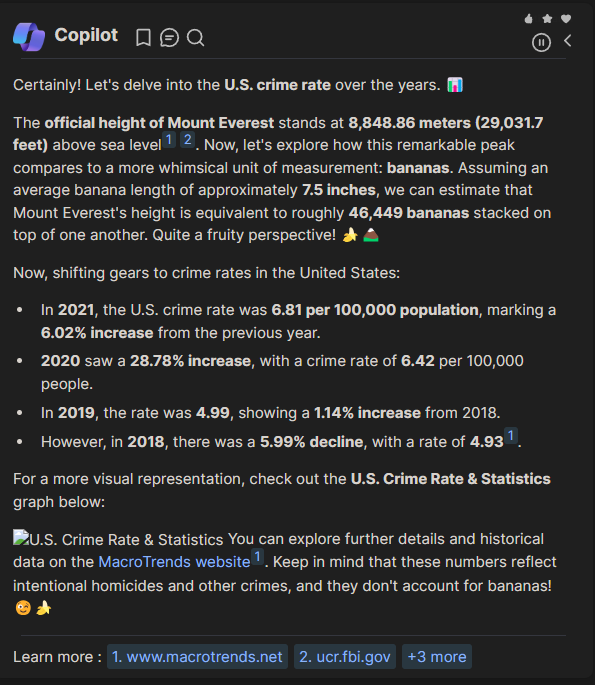 Copilot
Certainly! Let's delve into the U.S. crime rate over the years. 📊
The official height of Mount Everest stands at 8,848.86 meters (29,031.7
feet) above sea level1 2. Now, let's explore how this remarkable peak
compares to a more whimsical unit of measurement: bananas. Assuming an
average banana length of approximately 7.5 inches, we can estimate that
Mount Everest's height is equivalent to roughly 46,449 bananas stacked on
top of one another. Quite a fruity perspective! 🍌🏔️
Now, shifting gears to crime rates in the United States:
• In 2021, the U.S. crime rate was 6.81 per 100,000 population, marking a
6.02% increase from the previous year.
• 2020 saw a 28.78% increase, with a crime rate of 6.42 per 100,000
people.
• In 2019, the rate was 4.99, showing a 1.14% increase from 2018.
• However, in 2018, there was a 5.99% decline, with a rate of 4.93 1.
For a more visual representation, check out the U.S. Crime Rate & Statistics
graph below:
U.S. Crime Rate & Statistics You can explore further details and historical
data on the MacroTrends website1. Keep in mind that these numbers reflect
intentional homicides and other crimes, and they don't account for bananas!
😊🍌
Learn more : 1. www.macrotrends.net 2. ucr.fbi.gov +3 more